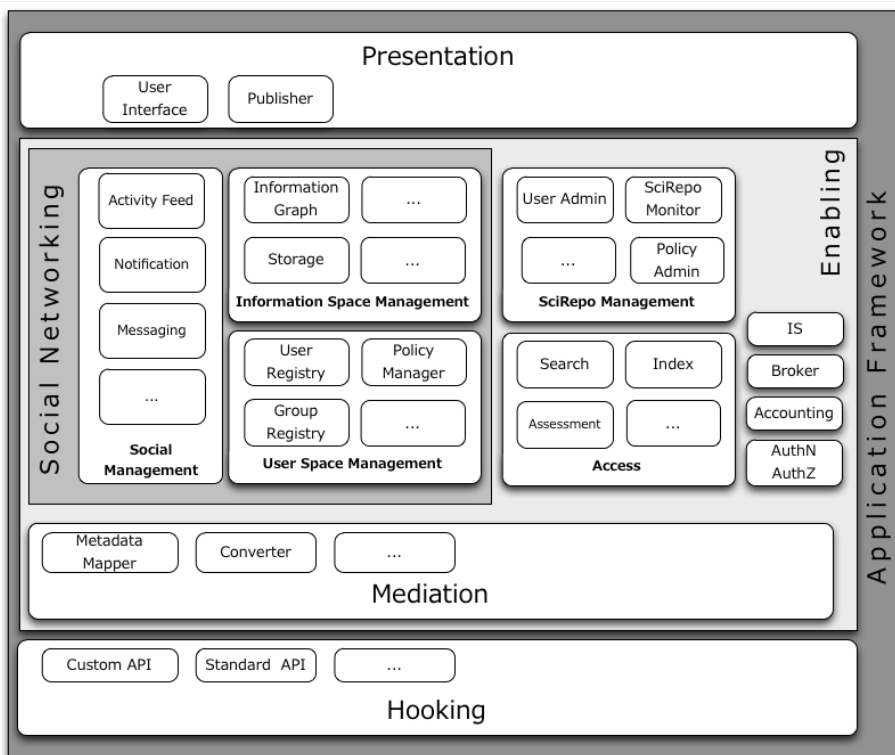 Presentation
User
Interface
Publisher
Social Networking
Activity Feed
Notification
Messaging
...
Social
Management
Information
Graph
...
Storage
...
Information Space Management
User
Registry
Policy
Manager
Group
Registry
...
User Space Management
User Admin
SciRepo
Monitor
...
Policy
Admin
SciRepo Management
Search
Index
Assessment
...
Access
Enabling
IS
Broker
Accounting
AuthN
AuthZ
Application Framework
Metadata
Mapper
Converter
...
Mediation
Custom API
Standard API
...
Hooking